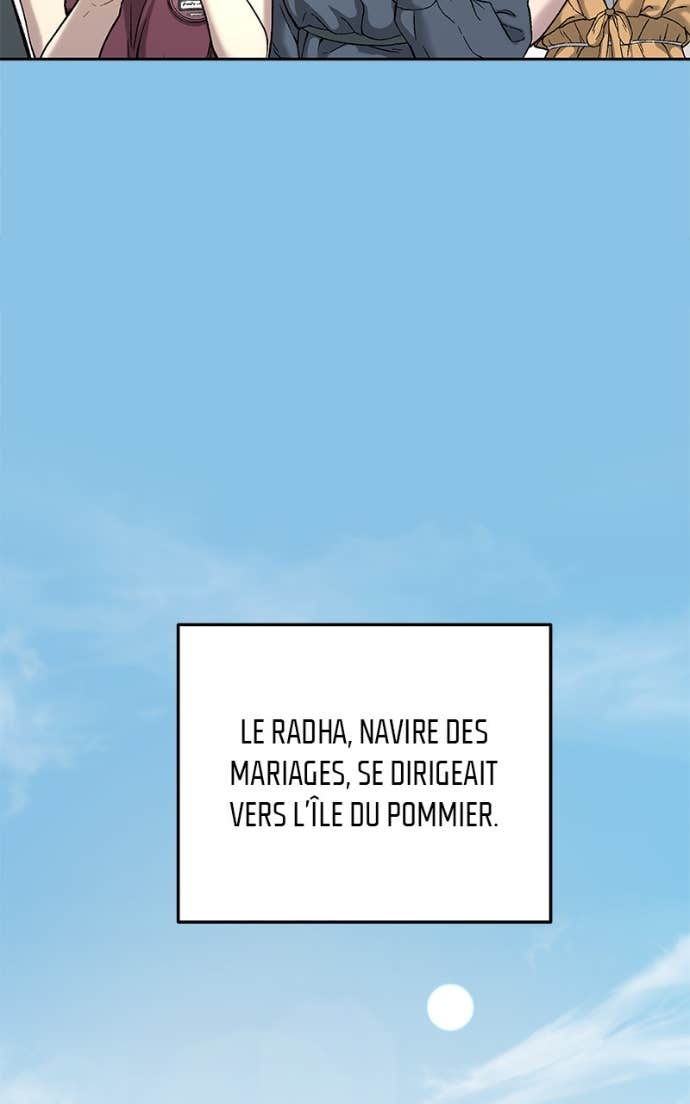 LE RADHA, NAVIRE DES
MARIAGES, SE DIRIGEAIT
VERS L'ÎLE DU POMMIER.